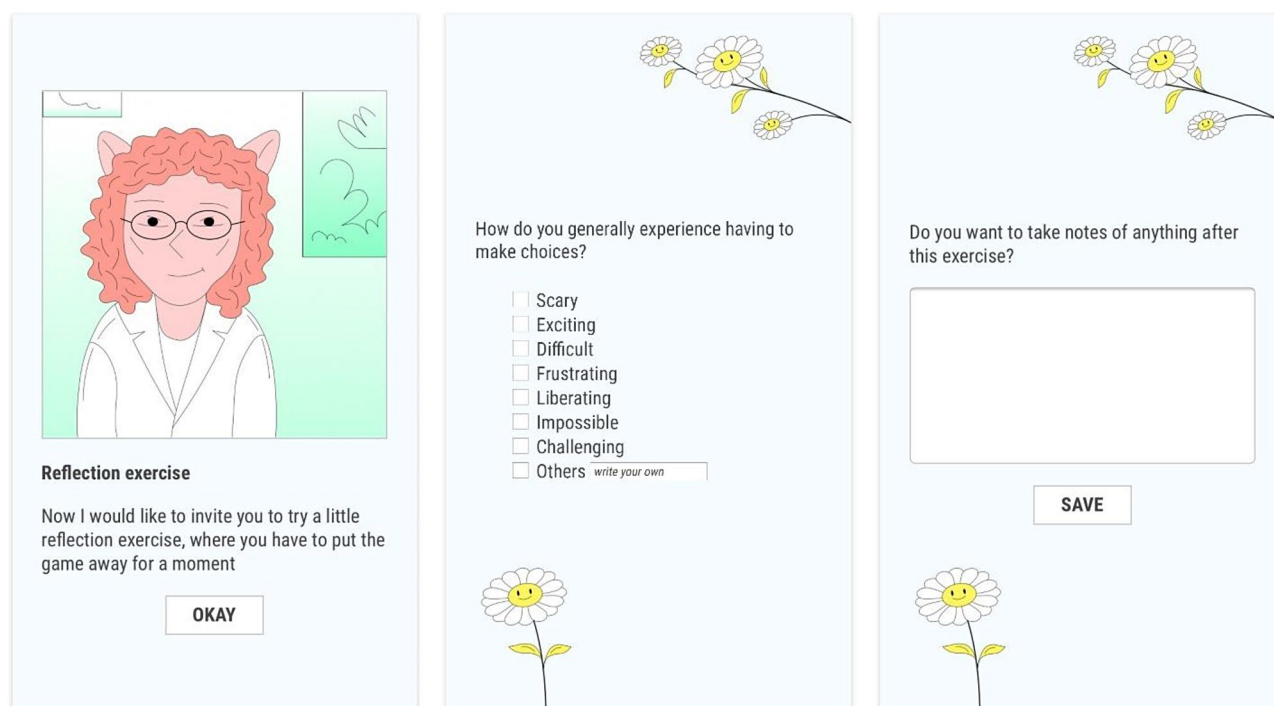 Reflection exercise
Now I would like to invite you to try a little
reflection exercise, where you have to put the
game away for a moment
OKAY
How do you generally experience having to
make choices?
Scary
Exciting
Difficult
Frustrating
Liberating
Impossible
Challenging
Others write your own
Do you want to take notes of anything after
this exercise?
SAVE